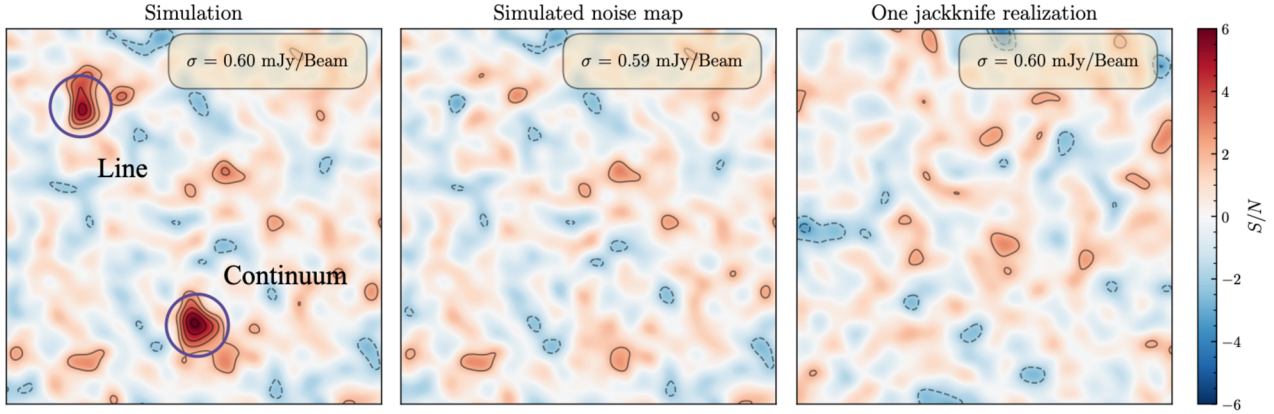 Simulation
Simulated noise map
One jackknife realization
σ = 0.60 mJy/Beam
σ = 0.59 mJy/Beam
σ = 0.60 mJy/Beam
Line
Continuum
6
4
2
0
−2
−4
−6
S/N